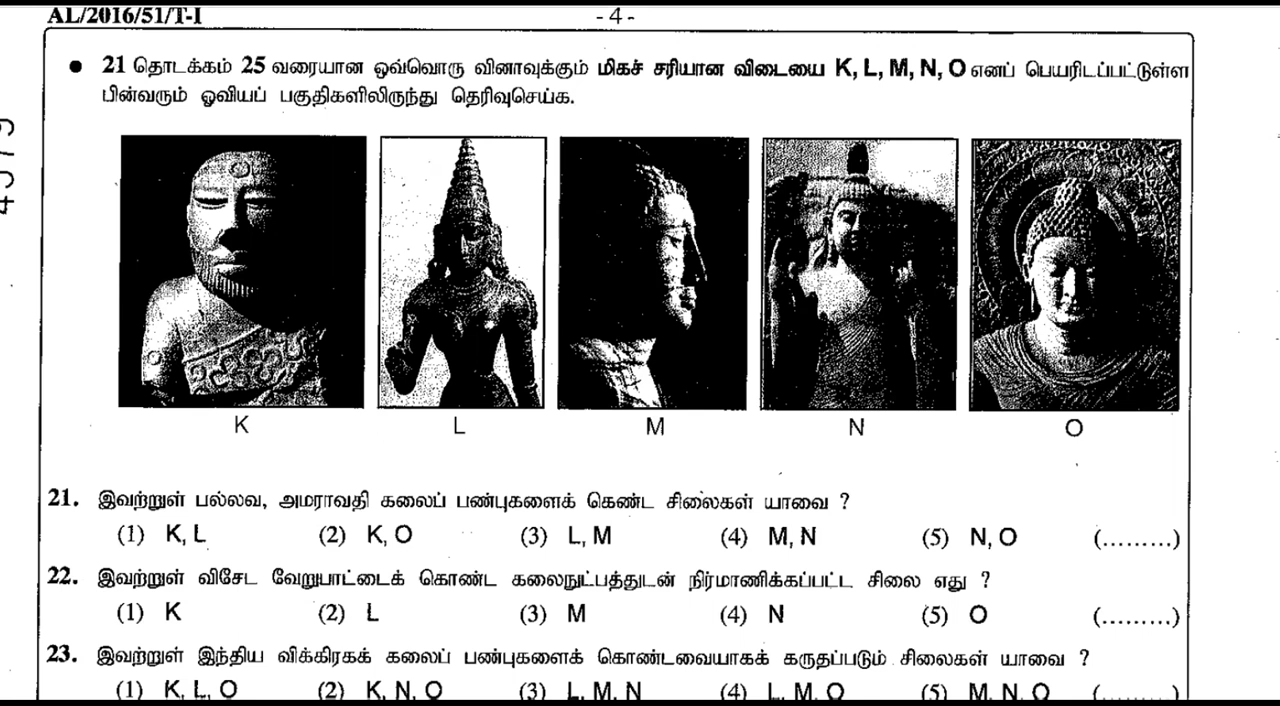 AL/2016/51/T-I
- 4 -
● 21 தொடக்கம் 25 வரையான ஒவ்வொரு வினாவுக்கும் மிகச் சரியான விடையை K, L, M, N, O எனப் பெயரிடப்பட்டுள்ள
பின்வரும் ஓவியப் பகுதிகளிலிருந்து தெரிவுசெய்க.
K L M N O
21. இவற்றுள் பல்லவ, அமராவதி கலைப் பண்புகளைக் கெண்ட சிலைகள் யாவை ?
(1) K, L (2) K, O (3) L, M (4) M, N (5) N, O (.........)
22. இவற்றுள் விசேட வேறுபாட்டைக் கொண்ட கலைநுட்பத்துடன் நிர்மாணிக்கப்பட்ட சிலை எது ?
(1) K (2) L (3) M (4) N (5) O (.........)
23. இவற்றுள் இந்திய விக்கிரகக் கலைப் பண்புகளைக் கொண்டவையாகக் கருதப்படும் சிலைகள் யாவை ?
(1) K, L, O (2) K, N, O (3) L, M, N (4) L, M, O (5) M, N, O (.........)